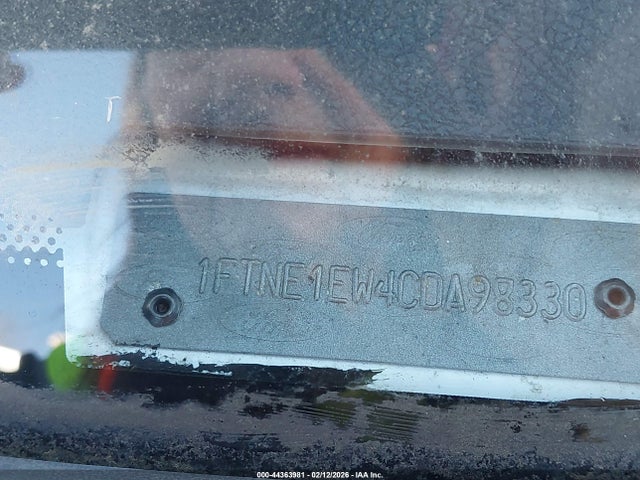 1FTNE1EW4CDA98330
000-44363981 - 02/12/2026 - IAA Inc.